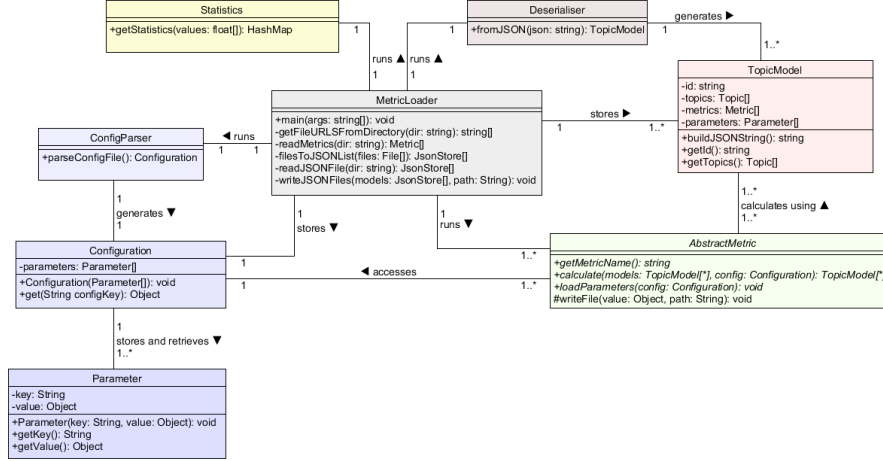 Statistics
+getStatistics(values: float[]): HashMap
Deserialiser
+fromJSON(json: string): TopicModel
generates ►
1
1..*
1
1
runs ▲
runs ▲
1
1
TopicModel
-id: string
-topics: Topic[]
-metrics: Metric[]
-parameters: Parameter[]
+buildJSONString(): string
+getId(): string
+getTopics(): Topic[]
MetricLoader
+main(args: string[]): void
-getFileURLSFromDirectory(dir: string): string[]
-readMetrics(dir: string): Metric[]
-filesToJSONList(files: File[]): JsonStore[]
-readJSONFile(dir: string): JsonStore[]
-writeJSONFiles(models: JsonStore[], path: String): void
stores ►
1
1..*
ConfigParser
+parseConfigFile(): Configuration
◄ runs
1
1
1
generates ▼
1
1
stores ▼
1
1
runs ▼
1..*
1..*
calculates using ▲
1..*
Configuration
-parameters: Parameter[]
+Configuration(Parameter[]): void
+get(String configKey): Object
◄ accesses
1
1..*
AbstractMetric
+getMetricName(): string
+calculate(models: TopicModel[*], config: Configuration): TopicModel[*
+loadParameters(config: Configuration): void
#writeFile(value: Object, path: String): void
1
stores and retrieves ▼
1..*
Parameter
-key: String
-value: Object
+Parameter(key: String, value: Object): void
+getKey(): String
+getValue(): Object